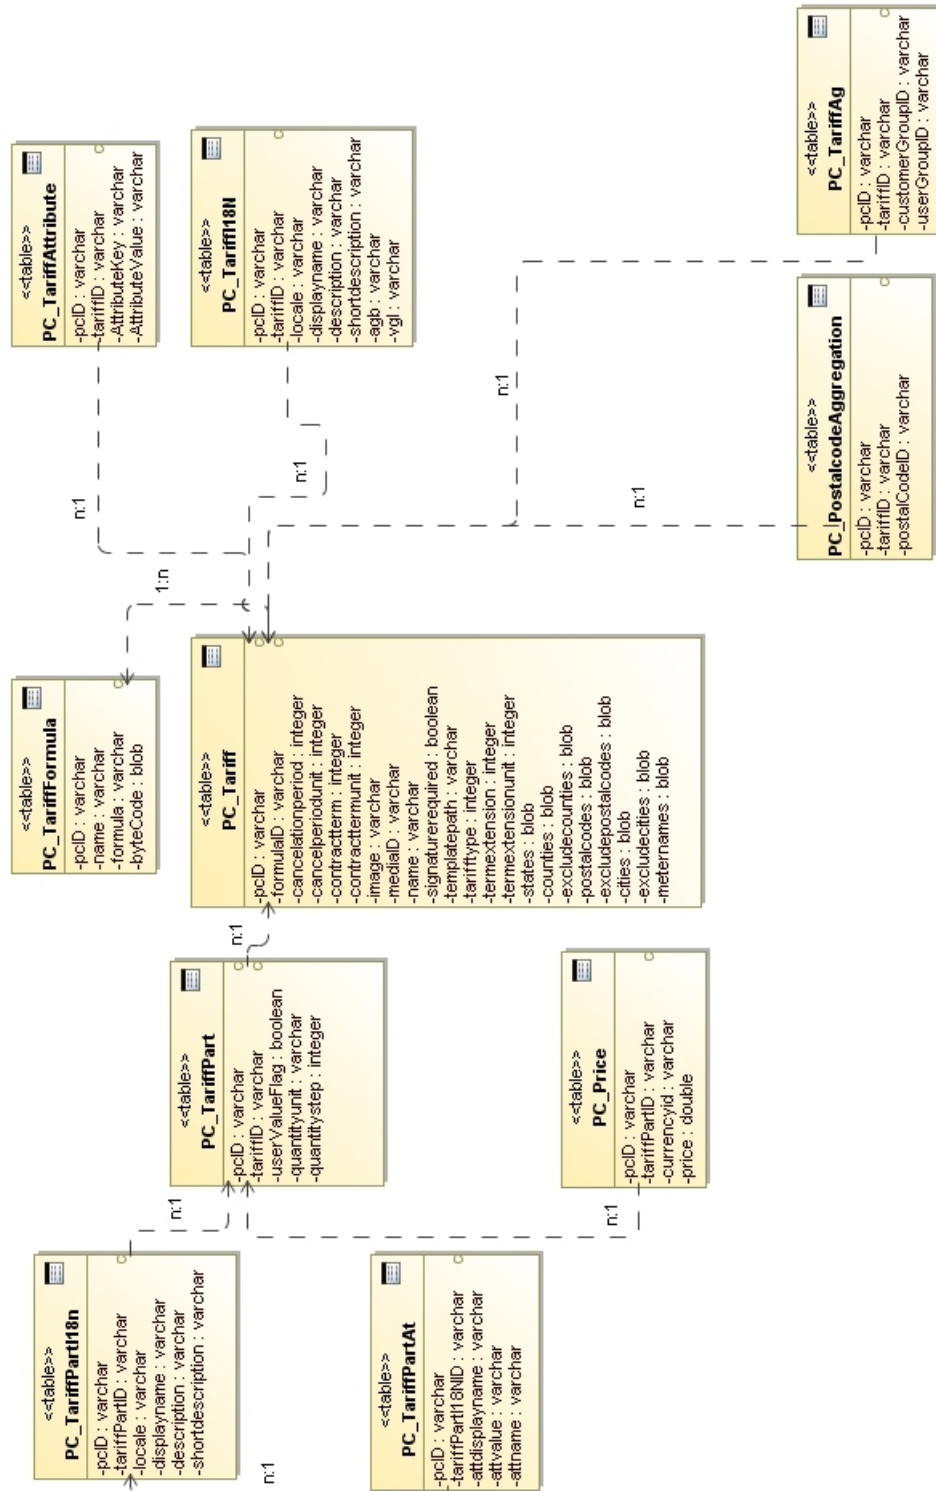 <<table>>
PC_TariffPartI18n
-pcID : varchar
-tariffPartID : varchar
-locale : varchar
-displayname : varchar
-description : varchar
-shortdescription : varchar
<<table>>
PC_TariffFormula
-pcID : varchar
-name : varchar
-formula : varchar
-byteCode : blob
<<table>>
PC_TariffAttribute
-pcID : varchar
-tariffID : varchar
-AttributeKey : varchar
-AttributeValue : varchar
n:1
n:1
1:n
n:1
<<table>>
PC_TariffPart
-pcID : varchar
-tariffID : varchar
-userValueFlag : boolean
-quantityunit : varchar
-quantitystep : integer
n:1
<<table>>
PC_Tariff
-pcID : varchar
-formulaID : varchar
-cancelationperiod : integer
-cancelperiodunit : integer
-contractterm : integer
-contracttermunit : integer
-image : varchar
-mediaID : varchar
-name : varchar
-signaturerequired : boolean
-templatepath : varchar
-tarifftype : integer
-termextension : integer
-termextensionunit : integer
-states : blob
-counties : blob
-excludecounties : blob
-postalcodes : blob
-excludepostalcodes : blob
-cities : blob
-excludecities : blob
-meternames : blob
<<table>>
PC_TariffI18N
-pcID : varchar
-tariffID : varchar
-locale : varchar
-displayname : varchar
-description : varchar
-shortdescription : varchar
-agb : varchar
-vgl : varchar
n:1
<<table>>
PC_TariffPartAt
-pcID : varchar
-tariffPartI18NID : varchar
-attdisplayname : varchar
-attvalue : varchar
-attname : varchar
n:1
<<table>>
PC_Price
-pcID : varchar
-tariffPartID : varchar
-currencyid : varchar
-price : double
n:1
n:1
<<table>>
PC_PostalcodeAggregation
-pcID : varchar
-tariffID : varchar
-postalCodeID : varchar
<<table>>
PC_TariffAg
-pcID : varchar
-tariffID : varchar
-customerGroupID : varchar
-userGroupID : varchar